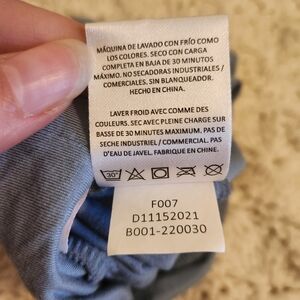 MÁQUINA DE LAVADO CON FRÍO COMO
LOS COLORES. SECO CON CARGA
COMPLETA EN BAJA DE 30 MINUTOS
MÁXIMO. NO SECADORAS INDUSTRIALES /
COMERCIALES, SIN BLANQUEADOR.
HECHO EN CHINA.
LAVER FROID AVEC COMME DES
COULEURS. SEC AVEC PLEINE CHARGE SUR
BASSE DE 30 MINUTES MAXIMUM. PAS DE
SECHE INDUSTRIEL / COMMERCIAL. PAS
D'EAU DE JAVEL. FABRIQUE EN CHINE.
30°
F007
D11152021
B001-220030